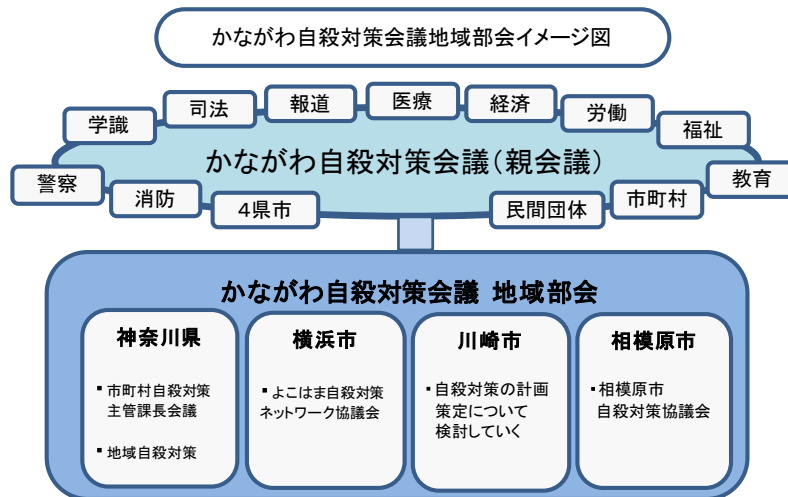 かながわ自殺対策会議地域部会イメージ図
学識
司法
報道
医療
経済
労働
福祉
かながわ自殺対策会議（親会議）
警察
消防
４県市
民間団体
市町村
教育
かながわ自殺対策会議 地域部会
神奈川県
▪ 市町村自殺対策
主管課長会議
▪ 地域自殺対策
横浜市
▪ よこはま自殺対策
ネットワーク協議会
川崎市
▪ 自殺対策の計画
策定について
検討していく
相模原市
▪ 相模原市
自殺対策協議会